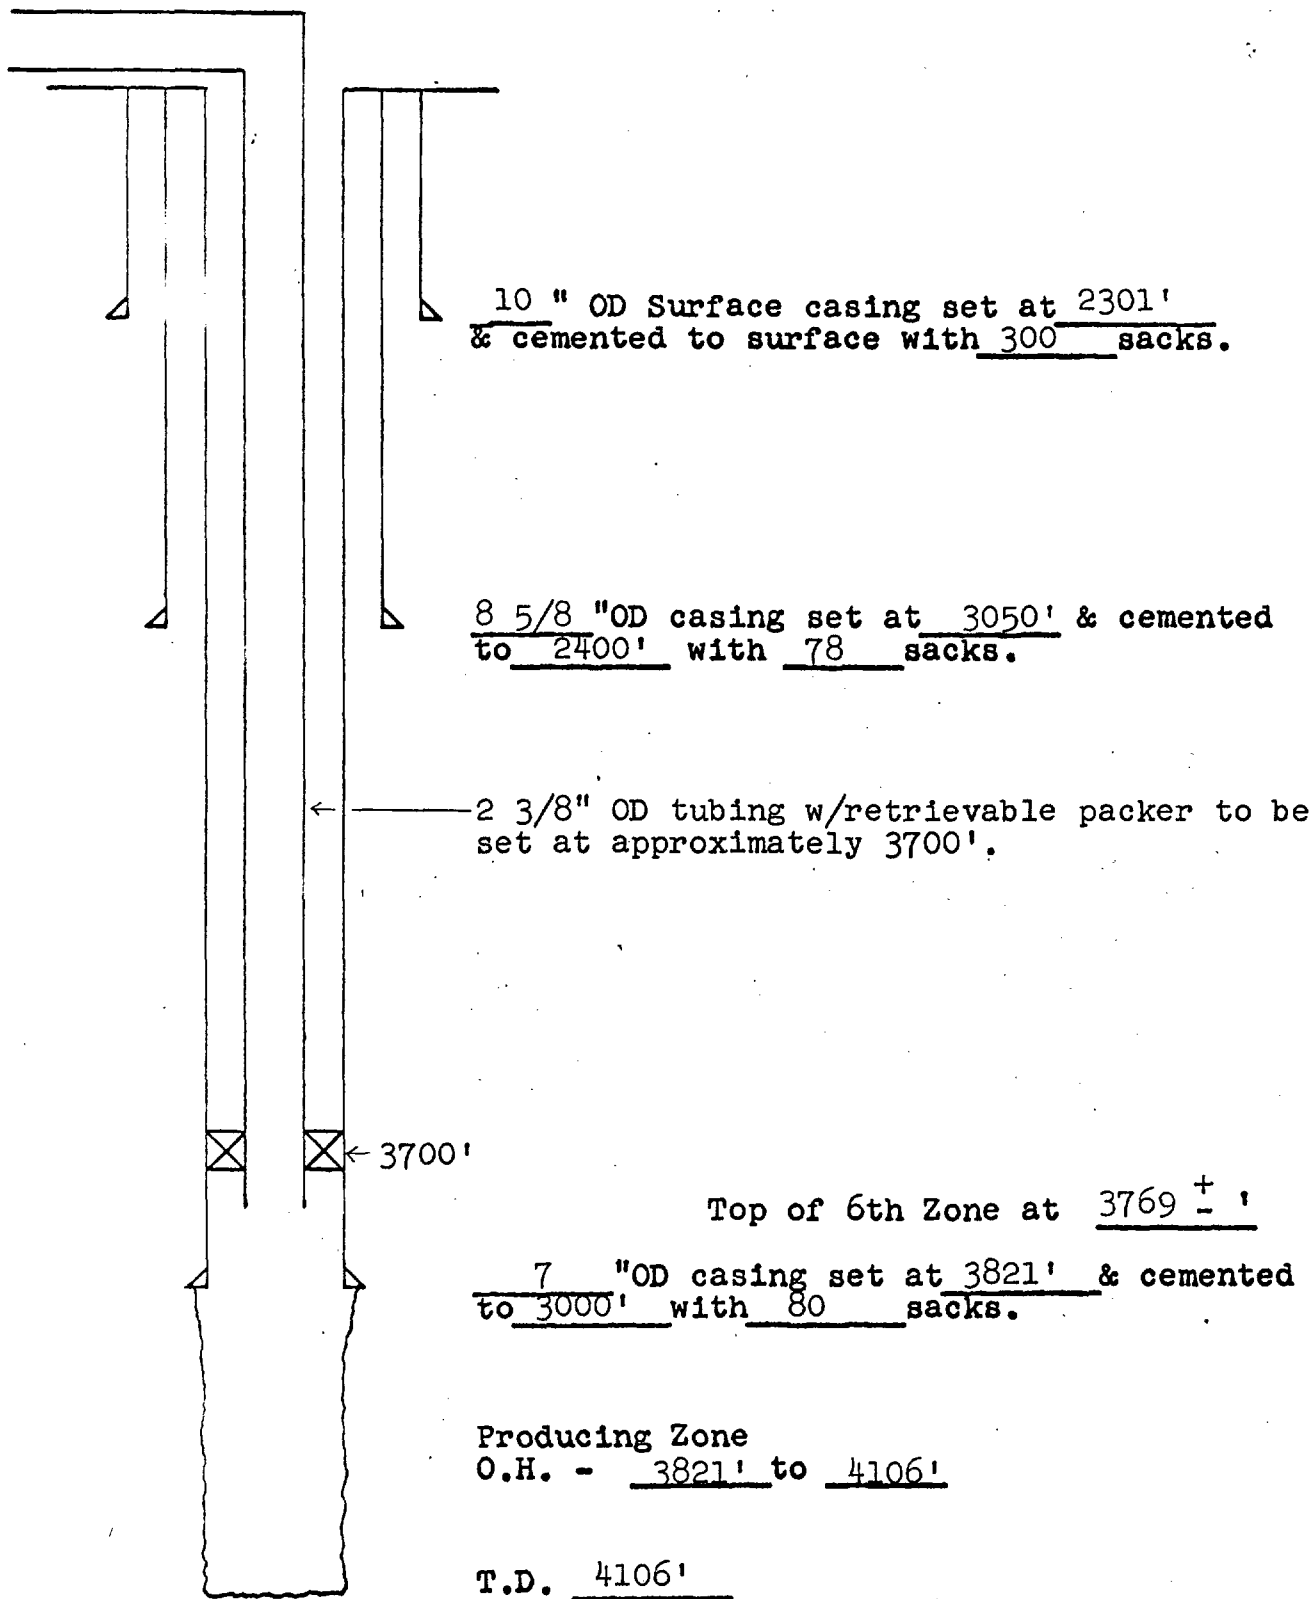 10 " OD Surface casing set at 2301'
& cemented to surface with 300 sacks.
8 5/8 "OD casing set at 3050' & cemented
to 2400' with 78 sacks.
← 2 3/8" OD tubing w/retrievable packer to be
set at approximately 3700'.
← 3700'
Top of 6th Zone at 3769 ± '
7 "OD casing set at 3821' & cemented
to 3000' with 80 sacks.
Producing Zone
O.H. - 3821' to 4106'
T.D. 4106'